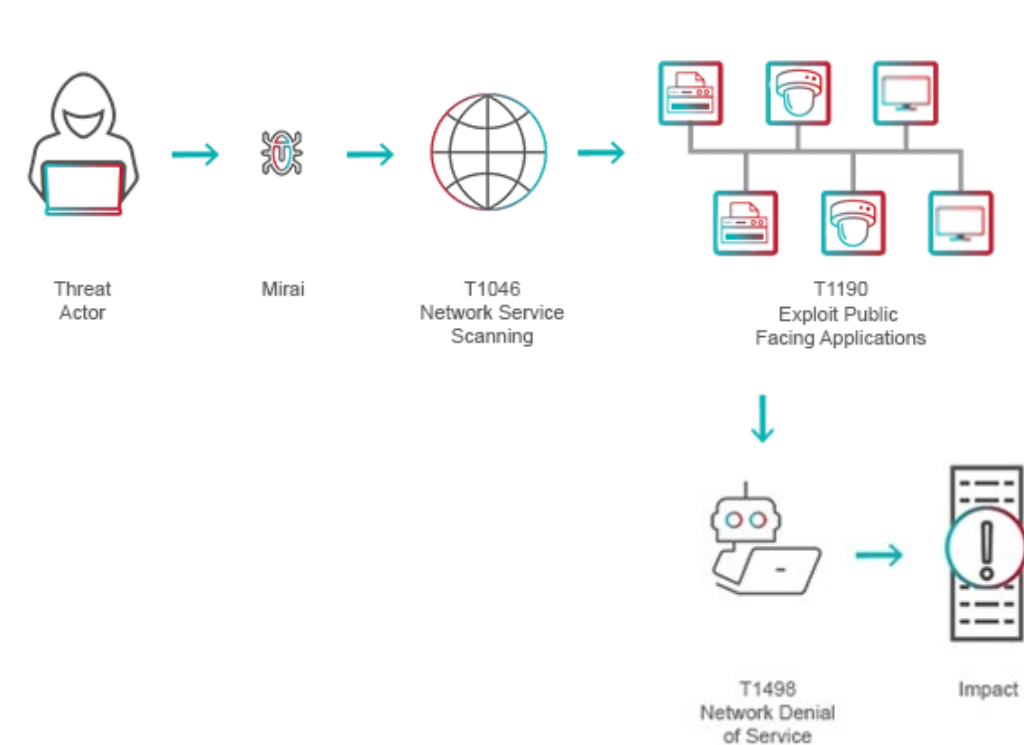 Threat
Actor
Mirai
T1046
Network Service
Scanning
T1190
Exploit Public
Facing Applications
T1498
Network Denial
of Service
Impact